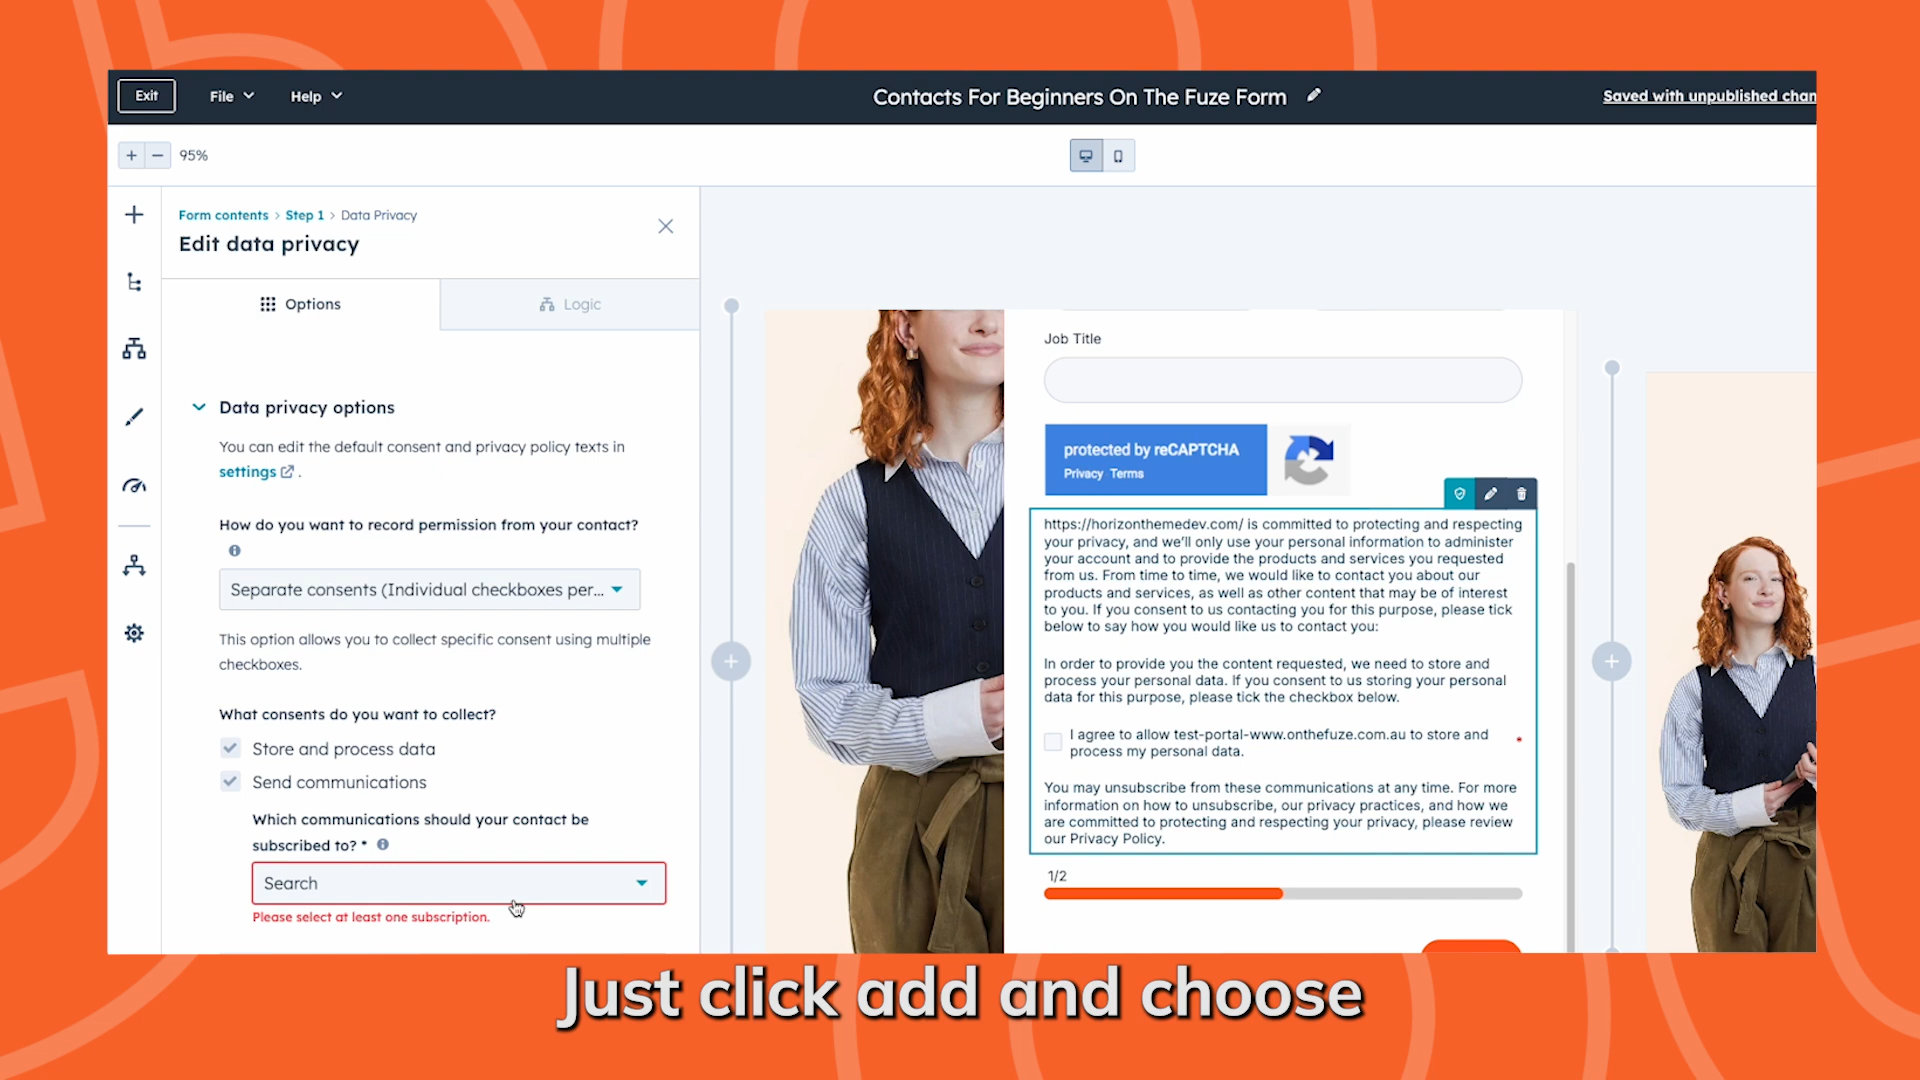 Exit
File
Help
Contacts For Beginners On The Fuze Form
Saved with unpublished chan
95%
Form contents > Step 1 > Data Privacy
Edit data privacy
Options
Logic
Data privacy options
You can edit the default consent and privacy policy texts in
settings .
How do you want to record permission from your contact?
Separate consents (Individual checkboxes per...
This option allows you to collect specific consent using multiple
checkboxes.
What consents do you want to collect?
Store and process data
Send communications
Which communications should your contact be
subscribed to? *
Search
Please select at least one subscription.
Job Title
protected by reCAPTCHA
Privacy Terms
https://horizonthemedev.com/ is committed to protecting and respecting
your privacy, and we'll only use your personal information to administer
your account and to provide the products and services you requested
from us. From time to time, we would like to contact you about our
products and services, as well as other content that may be of interest
to you. If you consent to us contacting you for this purpose, please tick
below to say how you would like us to contact you:
In order to provide you the content requested, we need to store and
process your personal data. If you consent to us storing your personal
data for this purpose, please tick the checkbox below.
I agree to allow test-portal-www.onthefuze.com.au to store and *
process my personal data.
You may unsubscribe from these communications at any time. For more
information on how to unsubscribe, our privacy practices, and how we
are committed to protecting and respecting your privacy, please review
our Privacy Policy.
1/2
Just click add and choose